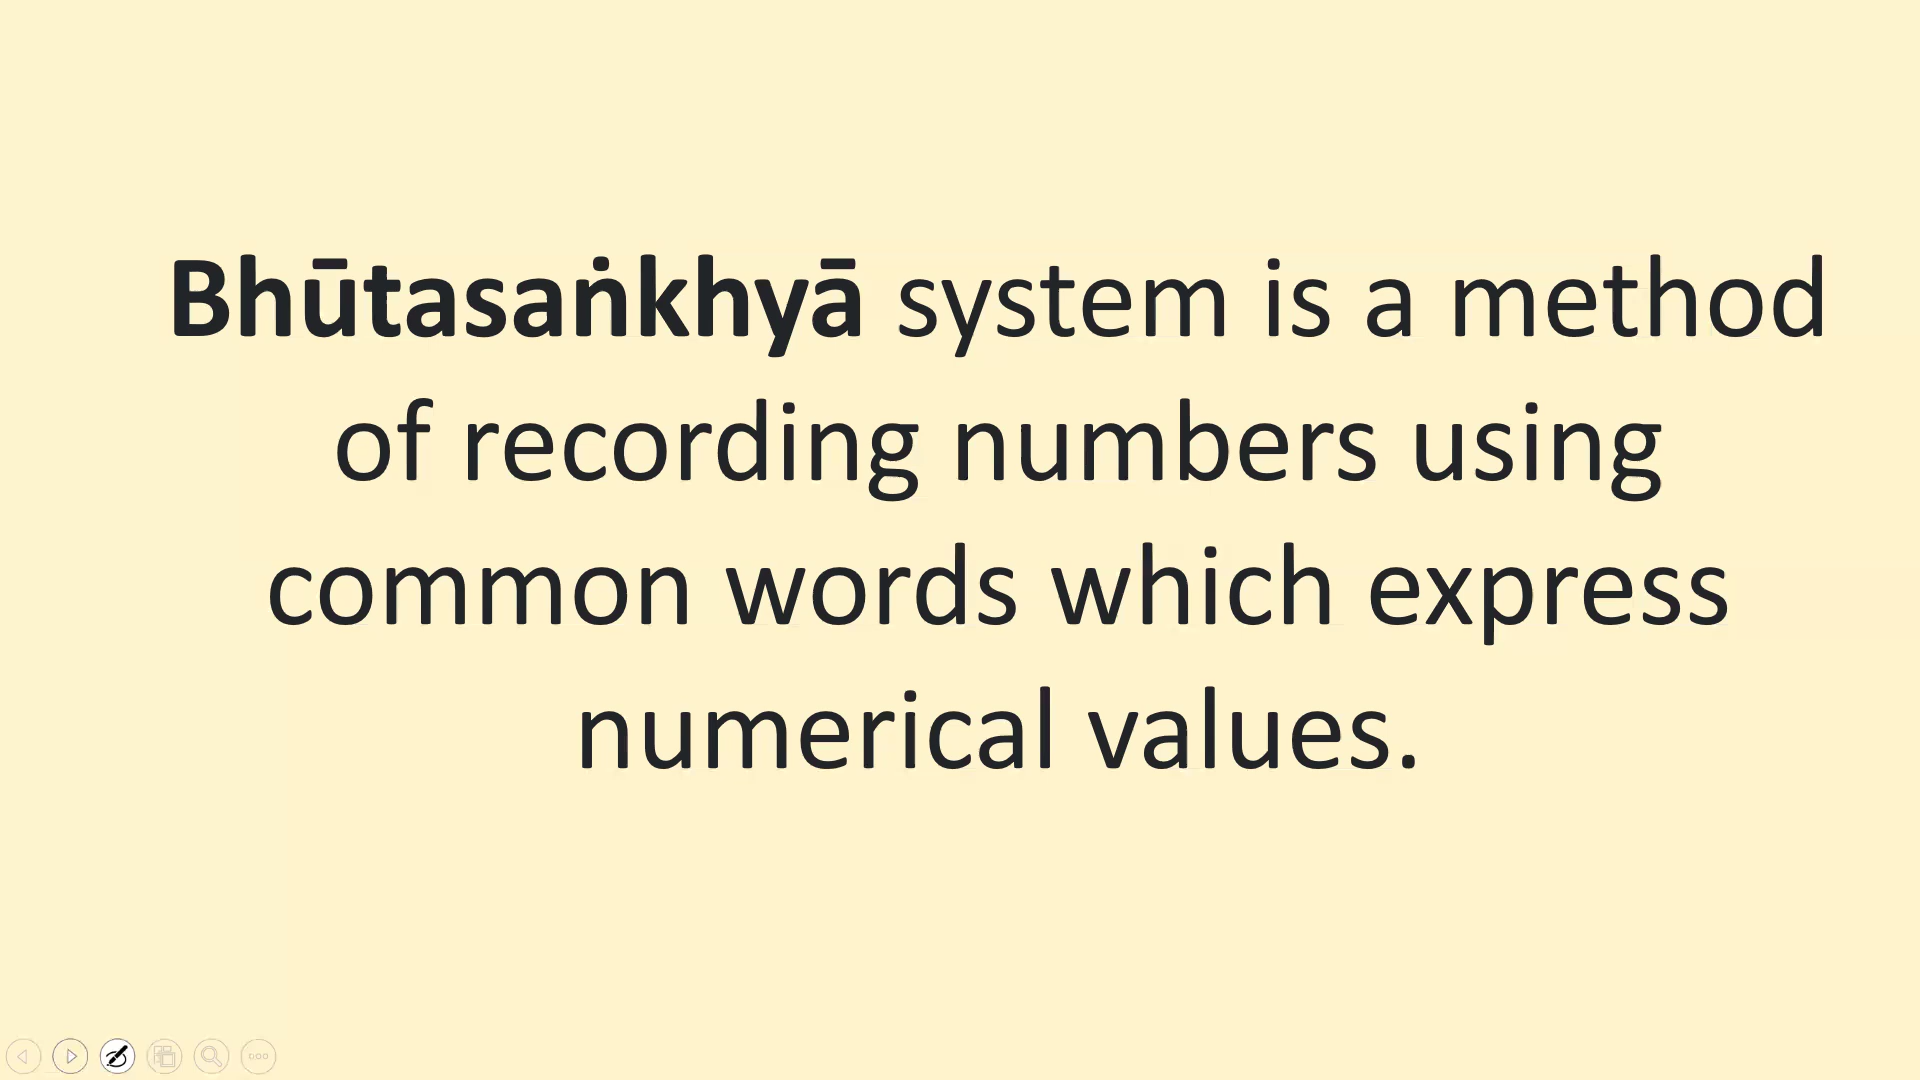 Bhūtasaṅkhyā system is a method
of recording numbers using
common words which express
numerical values.